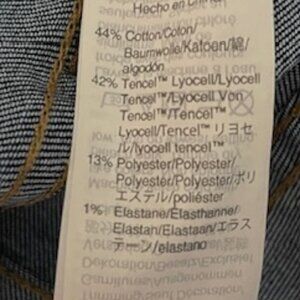 Hecho en
44% Cotton/Coton/
Baumwolle/Katoen/綿/
algodón
42% Tencel™ Lyocell/Lyocell
Tencel™/Lyocell Von
Tencel™/Tencel™
Lyocell/Tencel™ リヨセ
ル/lyocell tencel™
13% Polyester/Polyester/
Polyester/Polyester/ポリ
エステル/poliéster
1% Elastane/Elasthanne/
Elastan/Elastaan/エラス
テーン/elastano